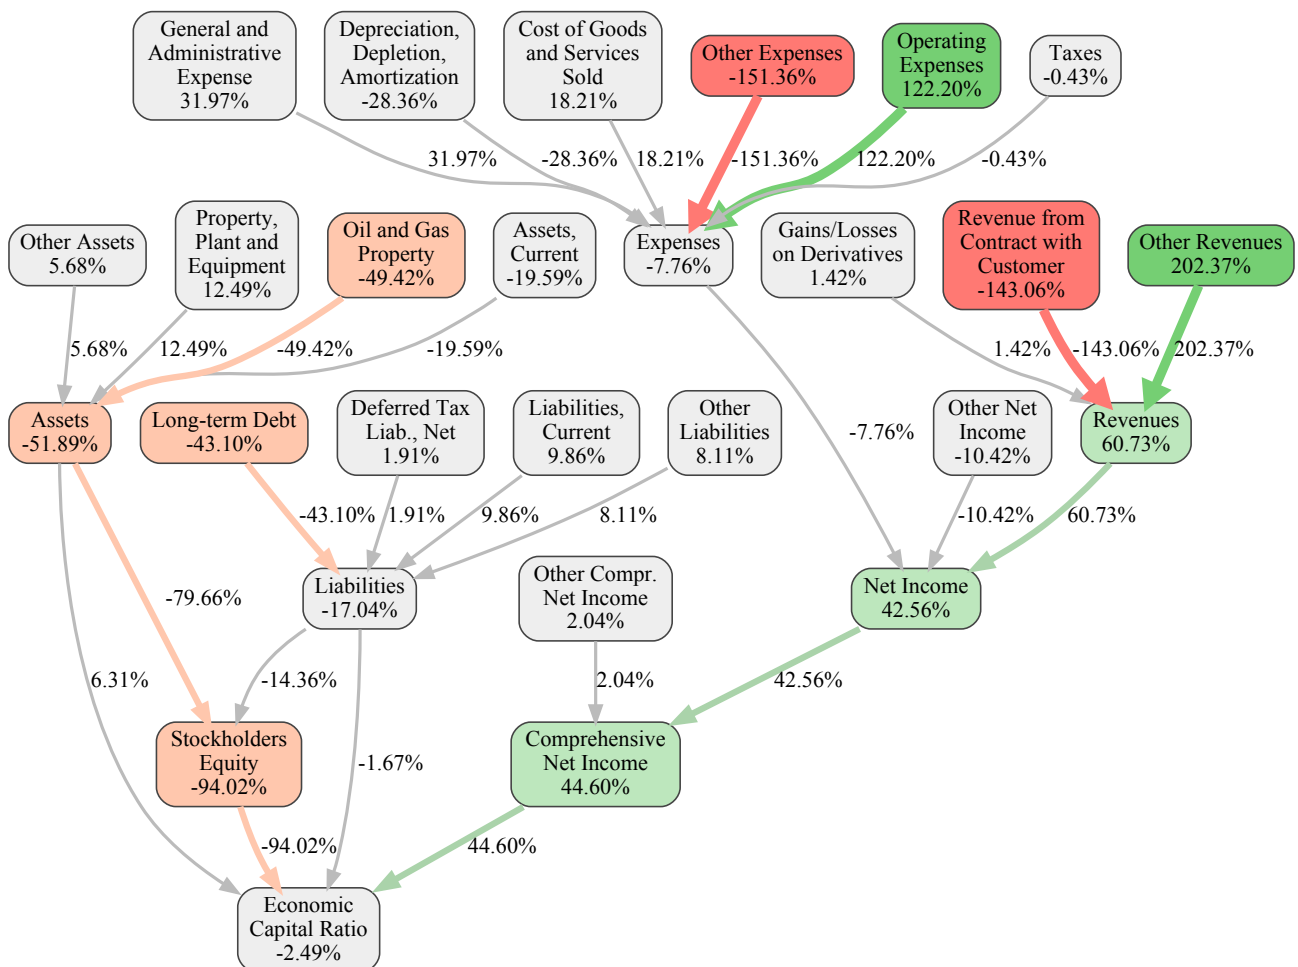 General and
Administrative
Expense
31.97%
Depreciation,
Depletion,
Amortization
-28.36%
Cost of Goods
and Services
Sold
18.21%
Other Expenses
-151.36%
Operating
Expenses
122.20%
Taxes
-0.43%
31.97%
-28.36%
18.21%
-151.36%
122.20%
-0.43%
Other Assets
5.68%
Property,
Plant and
Equipment
12.49%
Oil and Gas
Property
-49.42%
Assets,
Current
-19.59%
Expenses
-7.76%
Gains/Losses
on Derivatives
1.42%
Revenue from
Contract with
Customer
-143.06%
Other Revenues
202.37%
5.68%
12.49%
-49.42%
-19.59%
1.42%
-143.06%
202.37%
Assets
-51.89%
Long-term Debt
-43.10%
Deferred Tax
Liab., Net
1.91%
Liabilities,
Current
9.86%
Other
Liabilities
8.11%
-7.76%
Other Net
Income
-10.42%
Revenues
60.73%
-43.10%
1.91%
9.86%
8.11%
-10.42%
60.73%
-79.66%
Liabilities
-17.04%
Other Compr.
Net Income
2.04%
Net Income
42.56%
6.31%
-14.36%
2.04%
42.56%
Stockholders
Equity
-94.02%
-1.67%
Comprehensive
Net Income
44.60%
-94.02%
44.60%
Economic
Capital Ratio
-2.49%